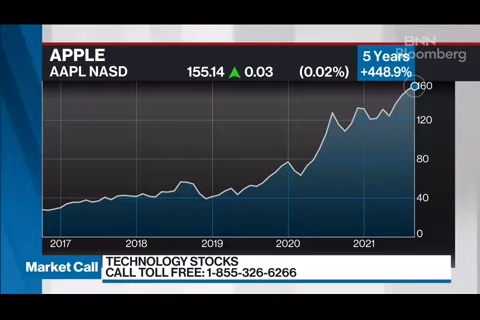 BNN
Bloomberg
APPLE
AAPL NASD
155.14 ▲ 0.03 (0.02%)
5 Years
+448.9%
160
120
80
40
0
2017 2018 2019 2020 2021
Market Call
TECHNOLOGY STOCKS
CALL TOLL FREE: 1-855-326-6266